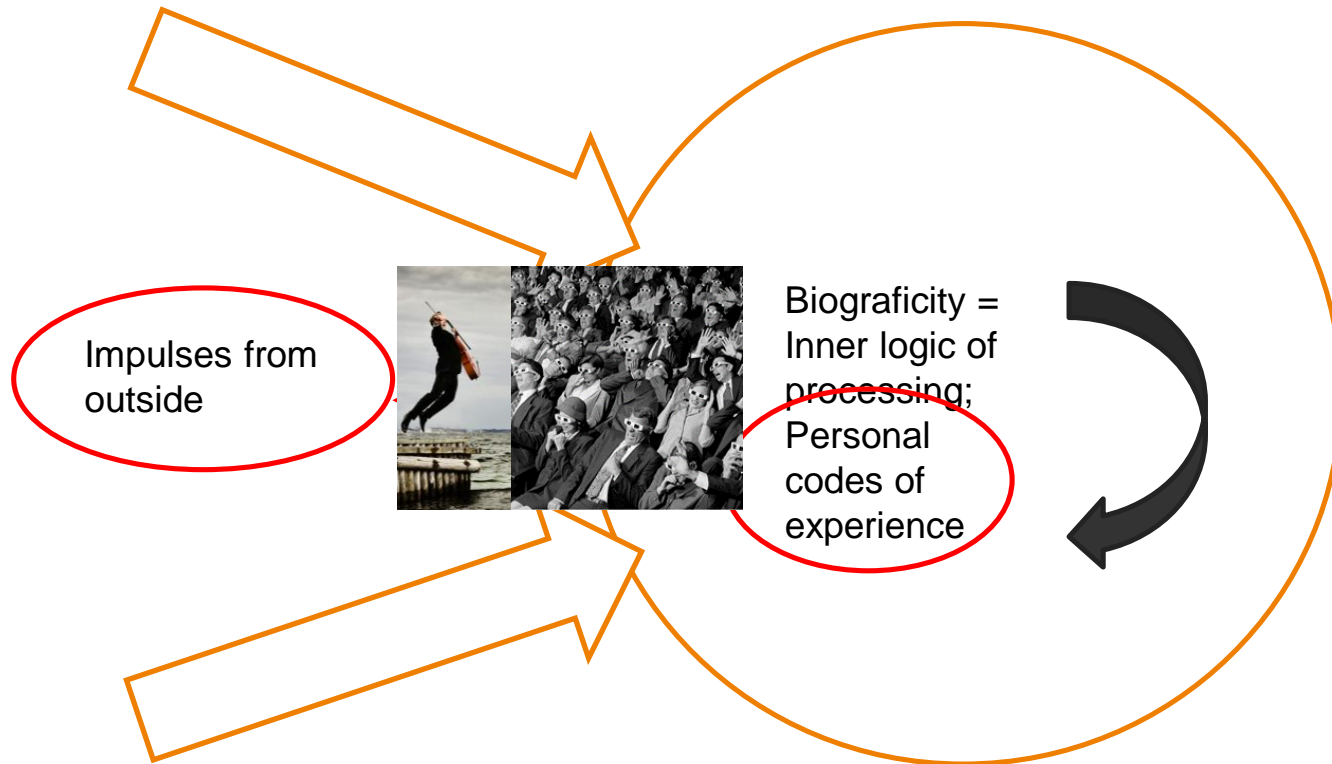 Impulses from
outside
Biograficity =
Inner logic of
processing;
Personal
codes of
experience